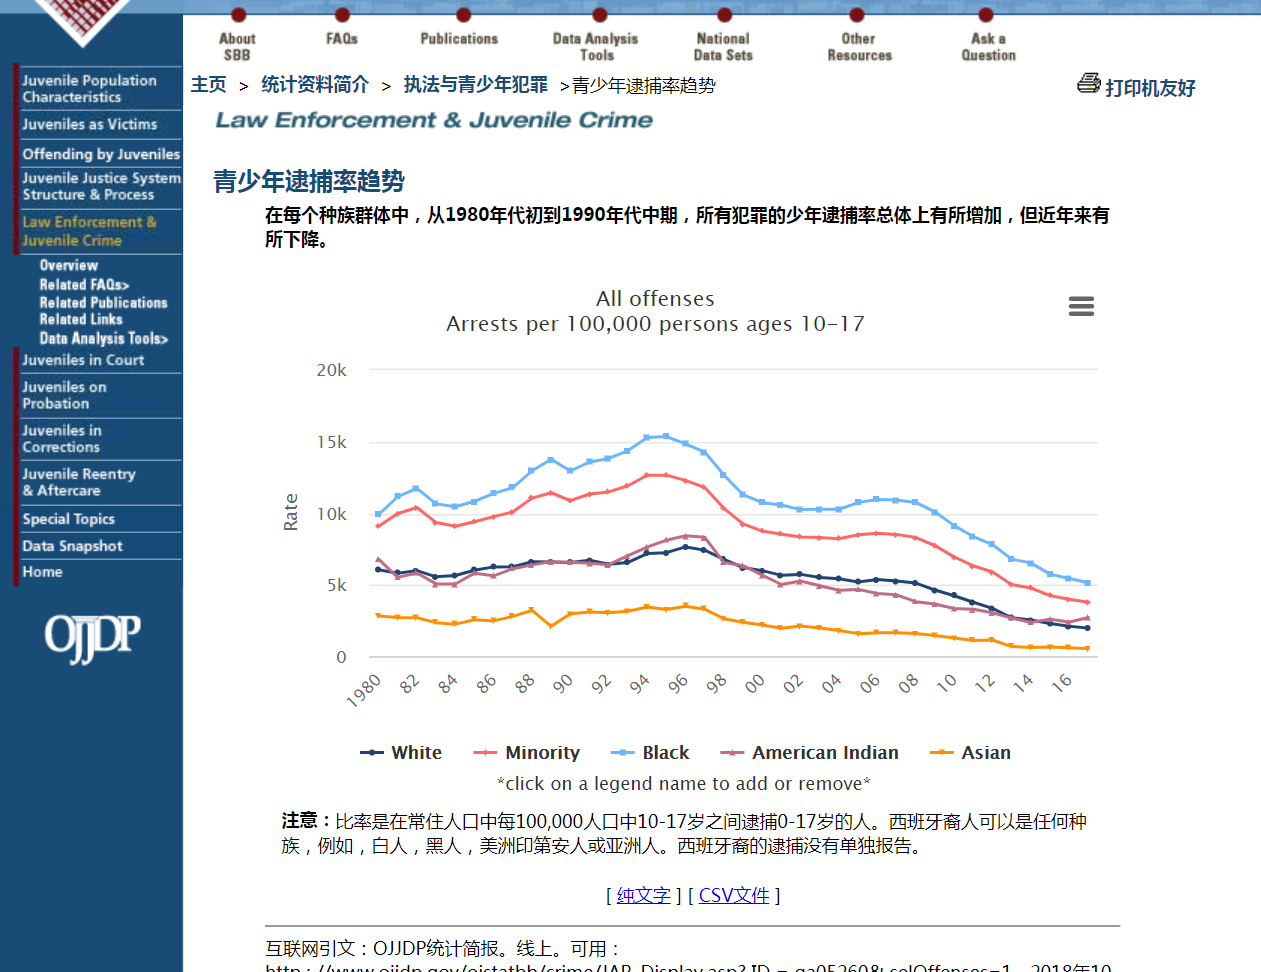 About
SBB
FAQs
Publications
Data Analysis
Tools
National
Data Sets
Other
Resources
Ask a
Question
Juvenile Population
Characteristics
Juveniles as Victims
Offending by Juveniles
Juvenile Justice System
Structure & Process
Law Enforcement &
Juvenile Crime
Overview
Related FAQs>
Related Publications
Related Links
Data Analysis Tools>
Juveniles in Court
Juveniles on
Probation
Juveniles in
Corrections
Juvenile Reentry
& Aftercare
Special Topics
Data Snapshot
Home
OJJDP
主页 > 统计资料简介 > 执法与青少年犯罪 >青少年逮捕率趋势
打印机友好
Law Enforcement & Juvenile Crime
青少年逮捕率趋势
在每个种族群体中，从1980年代初到1990年代中期，所有犯罪的少年逮捕率总体上有所增加，但近年来有
所下降。
All offenses
Arrests per 100,000 persons ages 10-17
20k
15k
10k
5k
0
Rate
1980 82 84 86 88 90 92 94 96 98 00 02 04 06 08 10 12 14 16
White Minority Black American Indian Asian
*click on a legend name to add or remove*
注意：比率是在常住人口中每100,000人口中10-17岁之间逮捕0-17岁的人。西班牙裔人可以是任何种
族，例如，白人，黑人，美洲印第安人或亚洲人。西班牙裔的逮捕没有单独报告。
[ 纯文字 ] [ CSV文件 ]
互联网引文：OJJDP统计简报。线上。可用：
http：//www.ojjdp.gov/ojstatbb/crime/JAR_Display.asp?ID = qa05260&selOffenses=1。2018年10